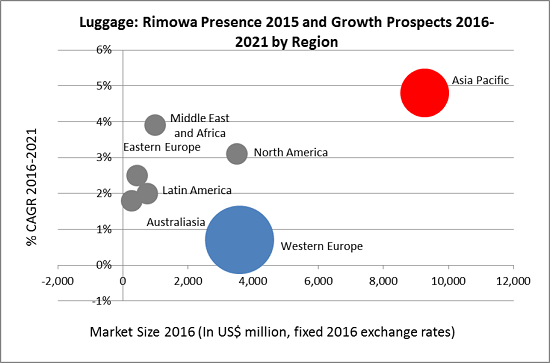 Luggage: Rimowa Presence 2015 and Growth Prospects 2016-
2021 by Region
6%
5%
4%
3%
2%
1%
0%
-1%
% CAGR 2016-2021
Asia Pacific
Middle East
and Africa
Eastern Europe
North America
Latin America
Australiasia
Western Europe
-2,000
0
2,000
4,000
6,000
8,000
10,000
12,000
Market Size 2016 (In US$ million, fixed 2016 exchange rates)